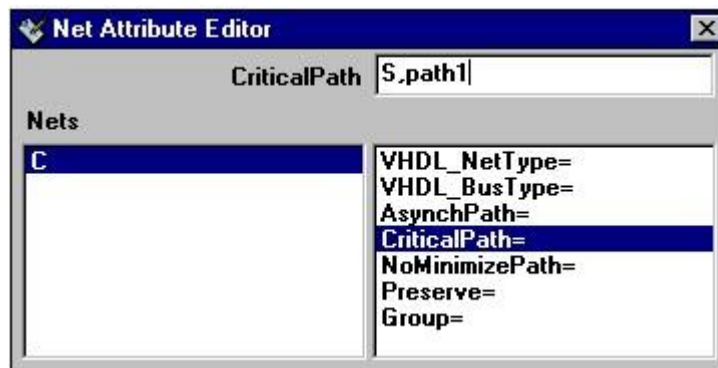 Net Attribute Editor
CriticalPath S,path1
Nets
C
VHDL_NetType=
VHDL_BusType=
AsynchPath=
CriticalPath=
NoMinimizePath=
Preserve=
Group=